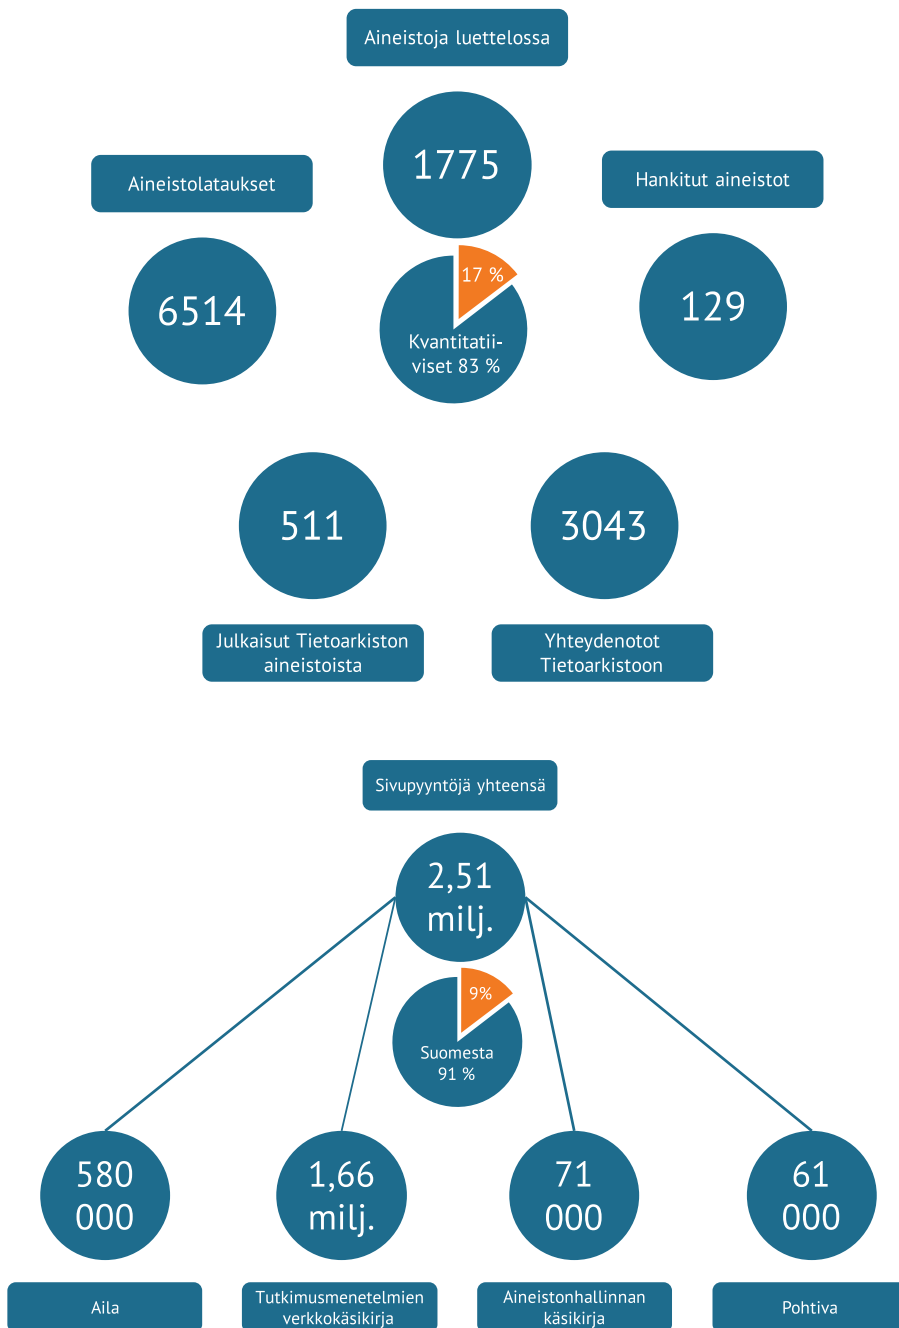 Aineistoja luettelossa
1775
17 %
Kvantitatii-
viset 83 %
Aineistolataukset
6514
Hankitut aineistot
129
511
Julkaisut Tietoarkiston
aineistoista
3043
Yhteydenotot
Tietoarkistoon
Sivupyyntöjä yhteensä
2,51
milj.
9%
Suomesta
91 %
580
000
Aila
1,66
milj.
Tutkimusmenetelmien
verkkokäsikirja
71
000
Aineistonhallinnan
käsikirja
61
000
Pohtiva